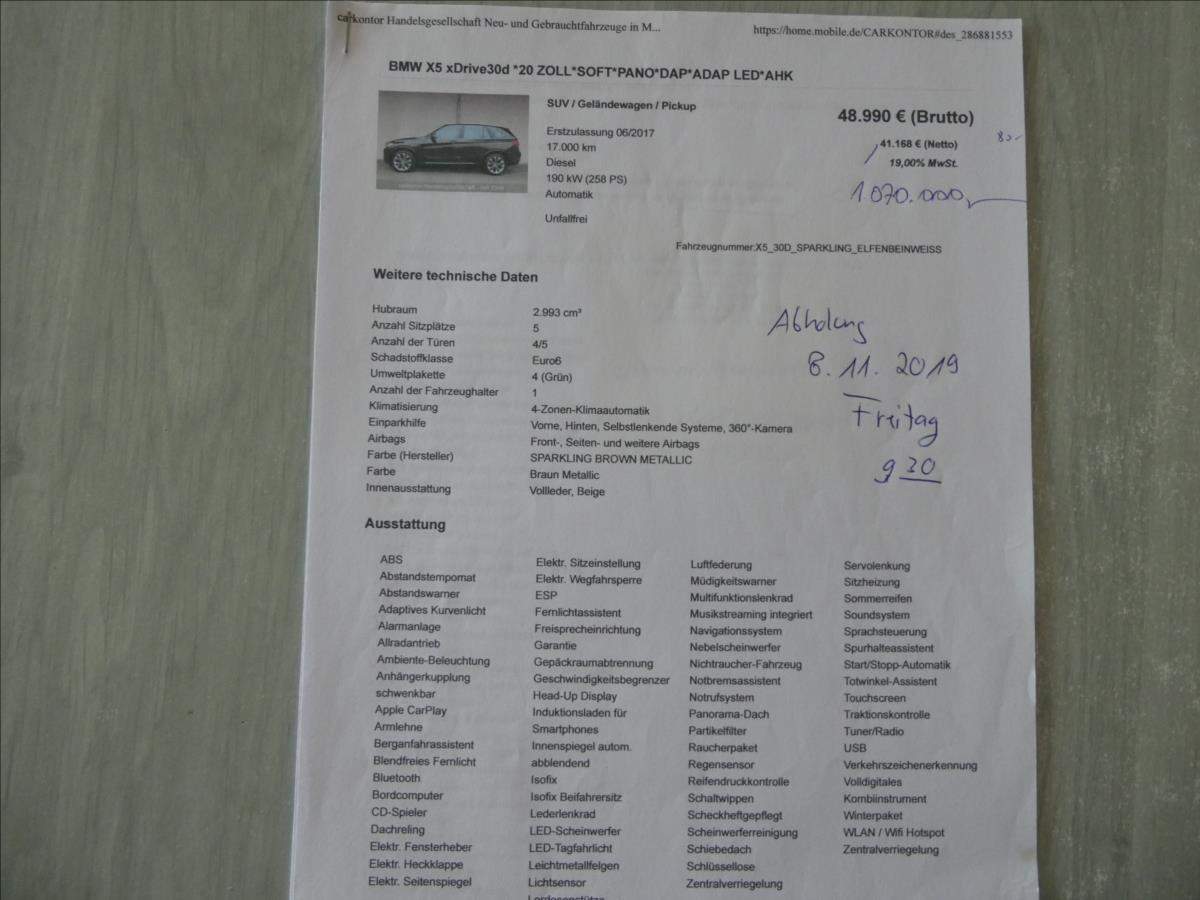 carkontor Handelsgesellschaft Neu- und Gebrauchtfahrzeuge in M...
https://home.mobile.de/CARKONTOR#des_286881553
BMW X5 xDrive30d *20 ZOLL*SOFT*PANO*DAP*ADAP LED*AHK
SUV / Geländewagen / Pickup
48.990 € (Brutto)
Erstzulassung 06/2017
41.168 € (Netto)
17.000 km
19,00% MwSt.
Diesel
190 kW (258 PS)
1070.000,
Automatik
Unfallfrei
Fahrzeugnummer:X5_30D_SPARKLING_ELFENBEINWEISS
Weitere technische Daten
Hubraum 2.993 cm³
Anzahl Sitzplätze 5
Anzahl der Türen 4/5
Schadstoffklasse Euro6
Umweltplakette 4 (Grün)
Anzahl der Fahrzeughalter 1
Klimatisierung 4-Zonen-Klimaautomatik
Einparkhilfe Vorne, Hinten, Selbstlenkende Systeme, 360°-Kamera
Airbags Front-, Seiten- und weitere Airbags
Farbe (Hersteller) SPARKLING BROWN METALLIC
Farbe Braun Metallic
Innenausstattung Vollleder, Beige
Abholung
8. 11. 2019
Freitag
9 30
Ausstattung
ABS
Abstandstempomat
Abstandswarner
Adaptives Kurvenlicht
Alarmanlage
Allradantrieb
Ambiente-Beleuchtung
Anhängerkupplung
schwenkbar
Apple CarPlay
Armlehne
Berganfahrassistent
Blendfreies Fernlicht
Bluetooth
Bordcomputer
CD-Spieler
Dachreling
Elektr. Fensterheber
Elektr. Heckklappe
Elektr. Seitenspiegel
Elektr. Sitzeinstellung
Elektr. Wegfahrsperre
ESP
Fernlichtassistent
Freisprecheinrichtung
Garantie
Gepäckraumabtrennung
Geschwindigkeitsbegrenzer
Head-Up Display
Induktionsladen für
Smartphones
Innenspiegel autom.
abblendend
Isofix
Isofix Beifahrersitz
Lederlenkrad
LED-Scheinwerfer
LED-Tagfahrlicht
Leichtmetallfelgen
Lichtsensor
Luftfederung
Müdigkeitswarner
Multifunktionslenkrad
Musikstreaming integriert
Navigationssystem
Nebelscheinwerfer
Nichtraucher-Fahrzeug
Notbremsassistent
Notrufsystem
Panorama-Dach
Partikelfilter
Raucherpaket
Regensensor
Reifendruckkontrolle
Schaltwippen
Scheckheftgepflegt
Scheinwerferreinigung
Schiebedach
Schlüssellose
Zentralverriegelung
Servolenkung
Sitzheizung
Sommerreifen
Soundsystem
Sprachsteuerung
Spurhalteassistent
Start/Stopp-Automatik
Totwinkel-Assistent
Touchscreen
Traktionskontrolle
Tuner/Radio
USB
Verkehrszeichenerkennung
Volldigitales
Kombiinstrument
Winterpaket
WLAN / Wifi Hotspot
Zentralverriegelung